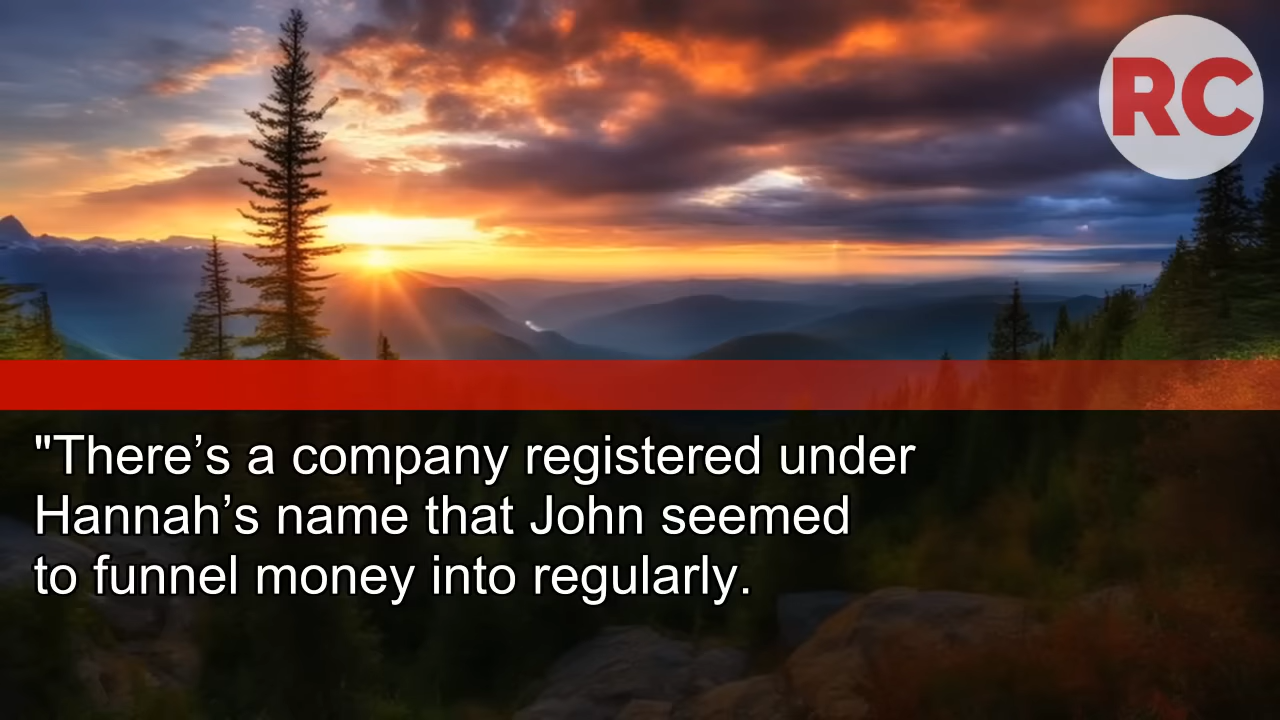 RC
"There’s a company registered under
Hannah’s name that John seemed
to funnel money into regularly.